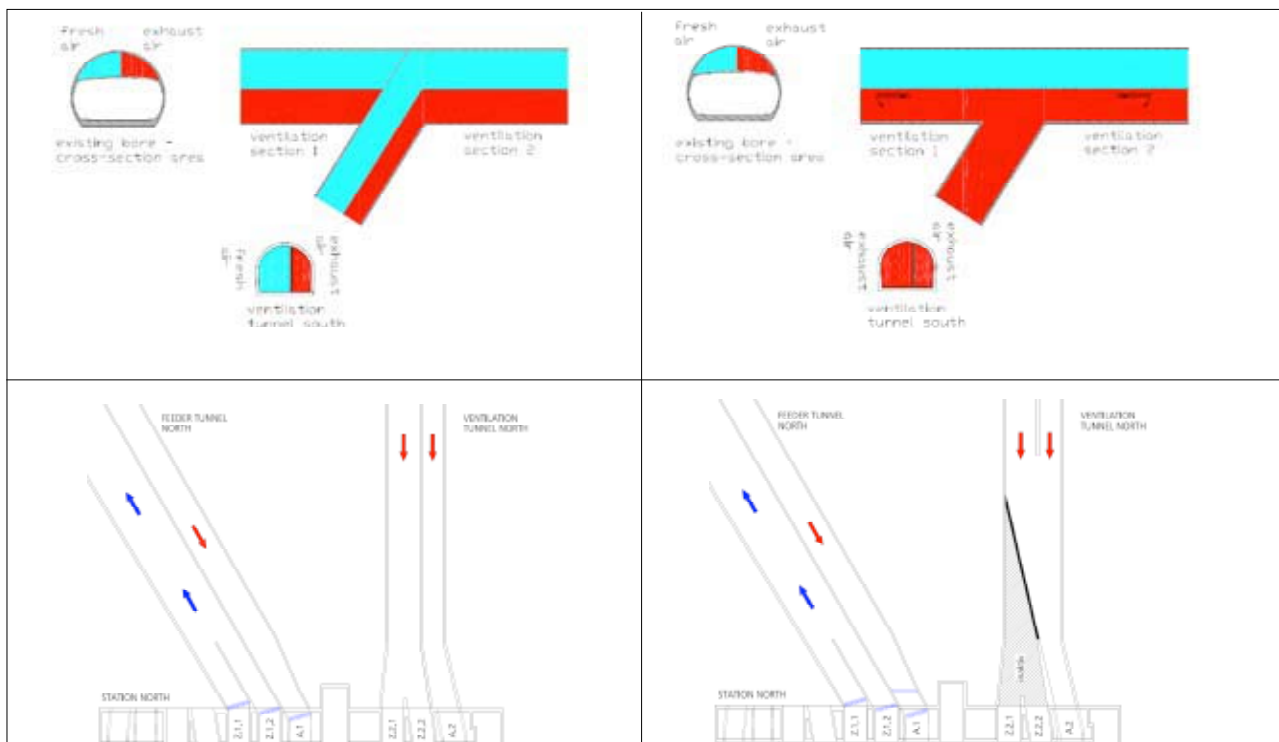 fresh air
exhaust air
existing bore -
cross-section area
ventilation
section 1
ventilation
section 2
fresh
air
exhaust
air
ventilation
tunnel south
fresh air
exhaust air
existing bore -
cross-section area
ventilation
section 1
ventilation
section 2
exhaust
air
exhaust
air
ventilation
tunnel south
FEEDER TUNNEL
NORTH
VENTILATION
TUNNEL NORTH
STATION NORTH
Z.1,1
Z.1,2
A.1
Z.2,1
Z.2,2
A.2
FEEDER TUNNEL
NORTH
VENTILATION
TUNNEL NORTH
STATION NORTH
Z.1,1
Z.1,2
A.1
Z.2,1
Z.2,2
A.2